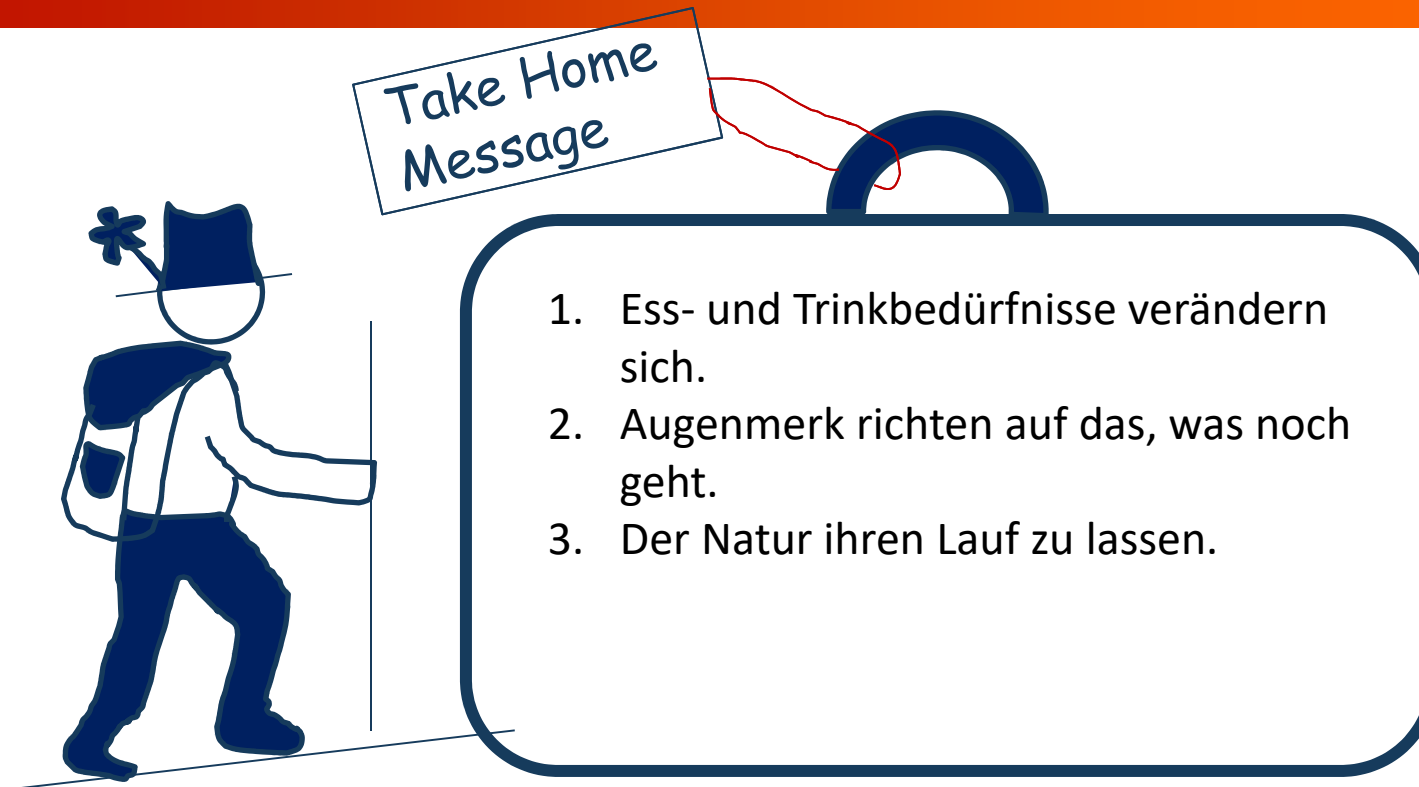 Take Home
Message
1. Ess- und Trinkbedürfnisse verändern
sich.
2. Augenmerk richten auf das, was noch
geht.
3. Der Natur ihren Lauf zu lassen.